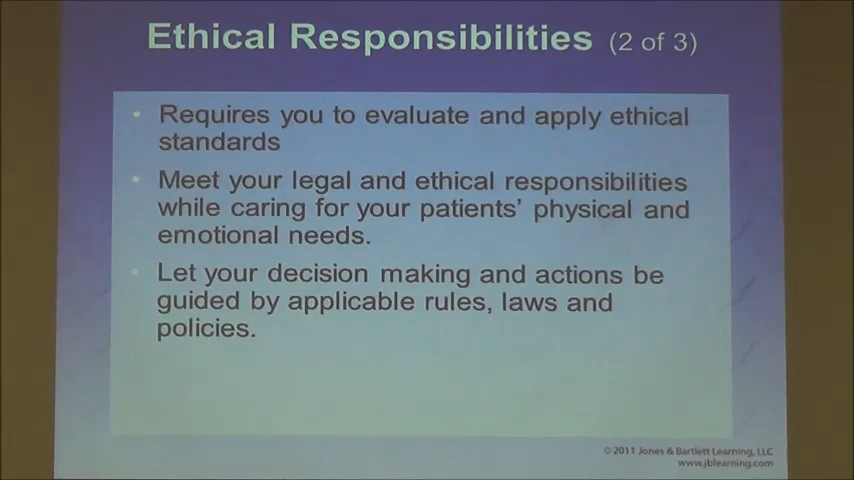 Ethical Responsibilities (2 of 3)
• Requires you to evaluate and apply ethical
standards
• Meet your legal and ethical responsibilities
while caring for your patients' physical and
emotional needs.
• Let your decision making and actions be
guided by applicable rules, laws and
policies.
© 2011 Jones & Bartlett Learning, LLC
www.jblearning.com